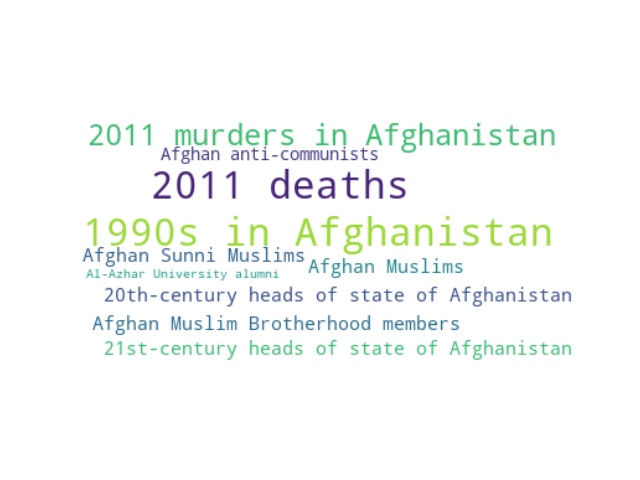 2011 murders in Afghanistan
Afghan anti-communists
2011 deaths
1990s in Afghanistan
Afghan Sunni Muslims
Afghan Muslims
Al-Azhar University alumni
20th-century heads of state of Afghanistan
Afghan Muslim Brotherhood members
21st-century heads of state of Afghanistan